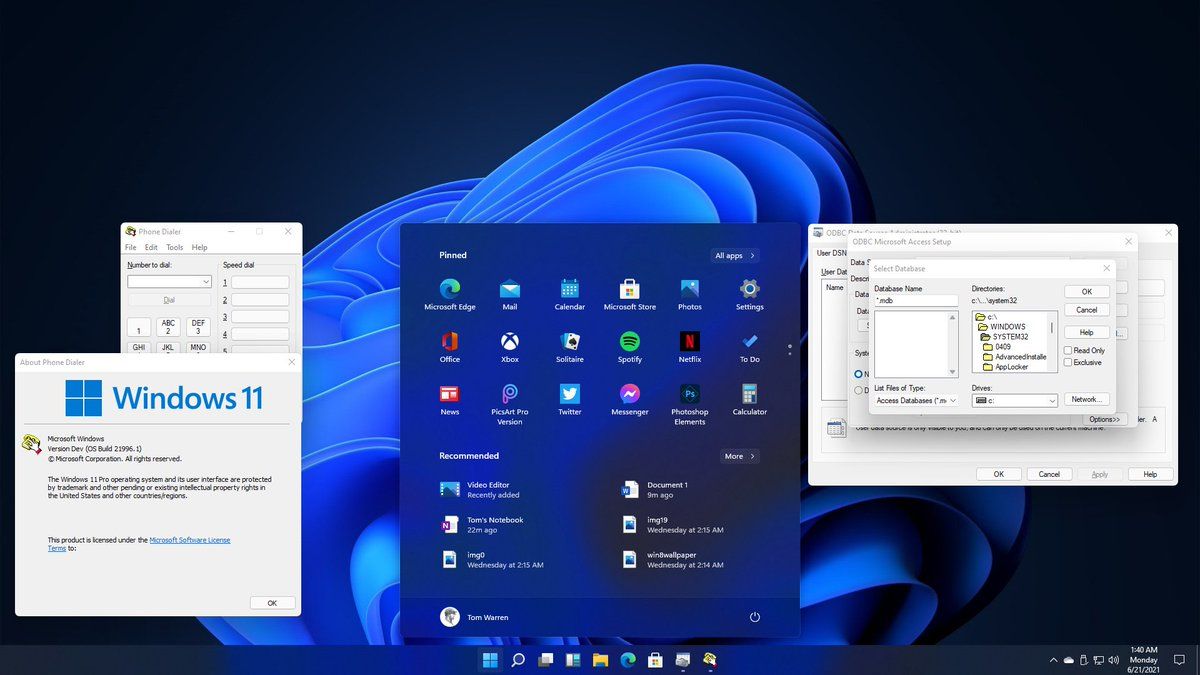 Phone Dialer
File Edit Tools Help
Number to dial:
Speed dial
Dial
1
2
3
4
5
1
ABC
2
DEF
3
GHI
JKL
MNO
About Phone Dialer
Windows 11
Microsoft Windows
Version Dev (OS Build 21996.1)
© Microsoft Corporation. All rights reserved.
The Windows 11 Pro operating system and its user interface are protected
by trademark and other pending or existing intellectual property rights in
the United States and other countries/regions.
This product is licensed under the Microsoft Software License
Terms to:
OK
Pinned
All apps
Microsoft Edge
Mail
Calendar
Microsoft Store
Photos
Settings
Office
Xbox
Solitaire
Spotify
Netflix
To Do
News
PicsArt Pro
Version
Twitter
Messenger
Photoshop
Elements
Calculator
Recommended
More
Video Editor
Recently added
Document 1
9m ago
Tom's Notebook
22m ago
img19
Wednesday at 2:15 AM
img0
Wednesday at 2:15 AM
win8wallpaper
Wednesday at 2:14 AM
Tom Warren
ODBC Data Source Administrator (32-bit)
User DSN
User Dat
Name
ODBC Microsoft Access Setup
Data S
Descri
Data
Da
Syste
N
D
Select Database
Database Name
*.mdb
Directories:
c:\...\system32
c:\
WINDOWS
SYSTEM32
0409
AdvancedInstalle
AppLocker
OK
Cancel
Help
Read Only
Exclusive
List Files of Type:
Access Databases (*.m
Drives:
c:
Network...
Options>>
User data source is only visible to you, and can only be used on the current machine.
OK
Cancel
Apply
Help
1:40 AM
Monday
6/21/2021